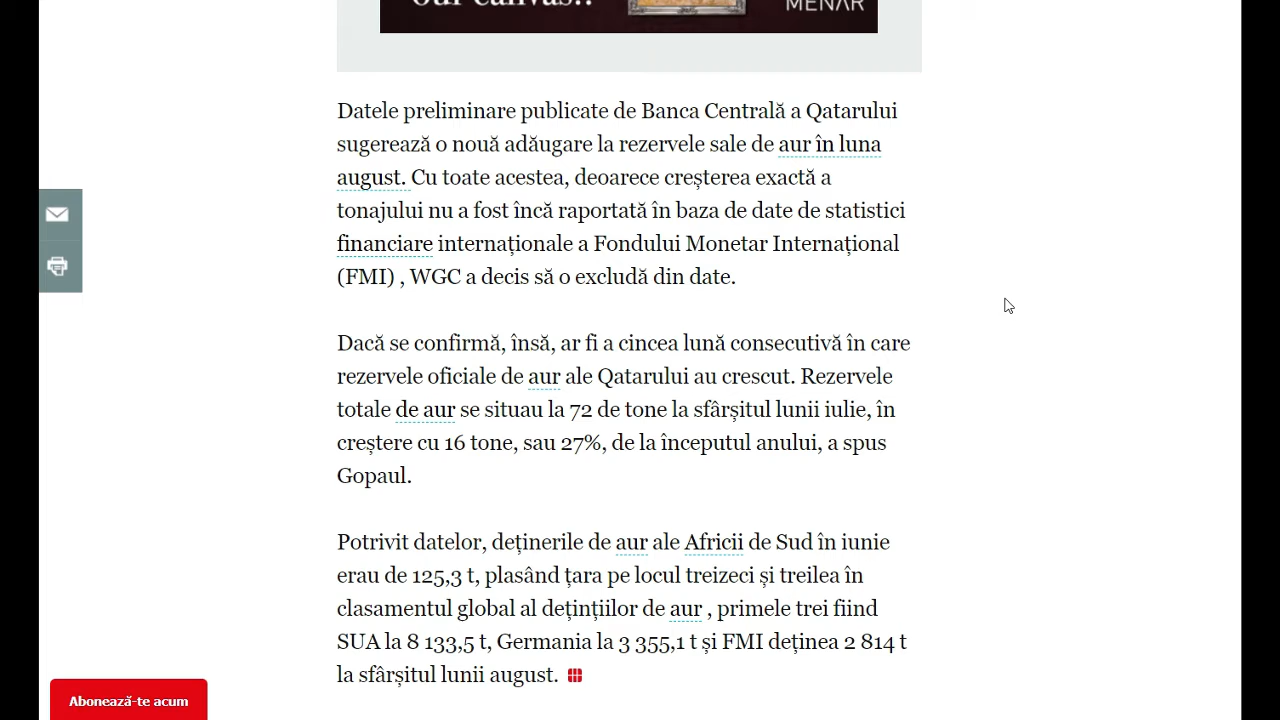 our canvas!!
MENAR
Datele preliminare publicate de Banca Centrală a Qatarului
sugerează o nouă adăugare la rezervele sale de aur în luna
august. Cu toate acestea, deoarece creșterea exactă a
tonajului nu a fost încă raportată în baza de date de statistici
financiare internaționale a Fondului Monetar Internațional
(FMI) , WGC a decis să o excludă din date.
Dacă se confirmă, însă, ar fi a cincea lună consecutivă în care
rezervele oficiale de aur ale Qatarului au crescut. Rezervele
totale de aur se situau la 72 de tone la sfârșitul lunii iulie, în
creștere cu 16 tone, sau 27%, de la începutul anului, a spus
Gopaul.
Potrivit datelor, deținerile de aur ale Africii de Sud în iunie
erau de 125,3 t, plasând țara pe locul treizeci și treilea în
clasamentul global al dețințiilor de aur , primele trei fiind
SUA la 8 133,5 t, Germania la 3 355,1 t și FMI deținea 2 814 t
la sfârșitul lunii august.
Abonează-te acum